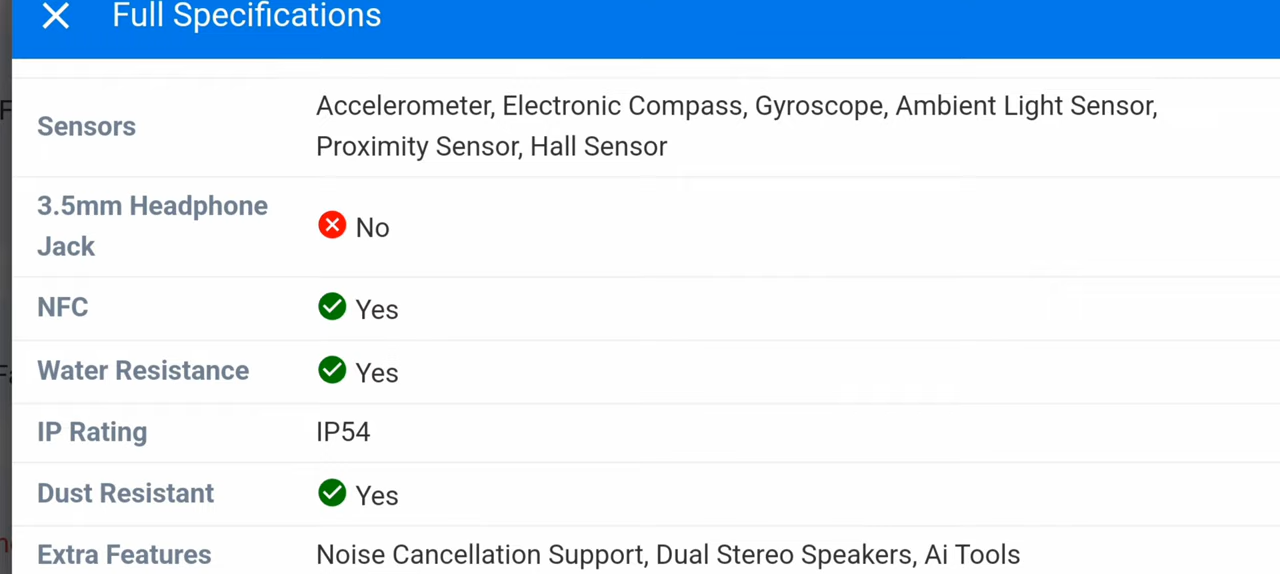 Full Specifications
Sensors
Accelerometer, Electronic Compass, Gyroscope, Ambient Light Sensor,
Proximity Sensor, Hall Sensor
3.5mm Headphone
Jack
No
NFC
Yes
Water Resistance
Yes
IP Rating
IP54
Dust Resistant
Yes
Extra Features
Noise Cancellation Support, Dual Stereo Speakers, Ai Tools